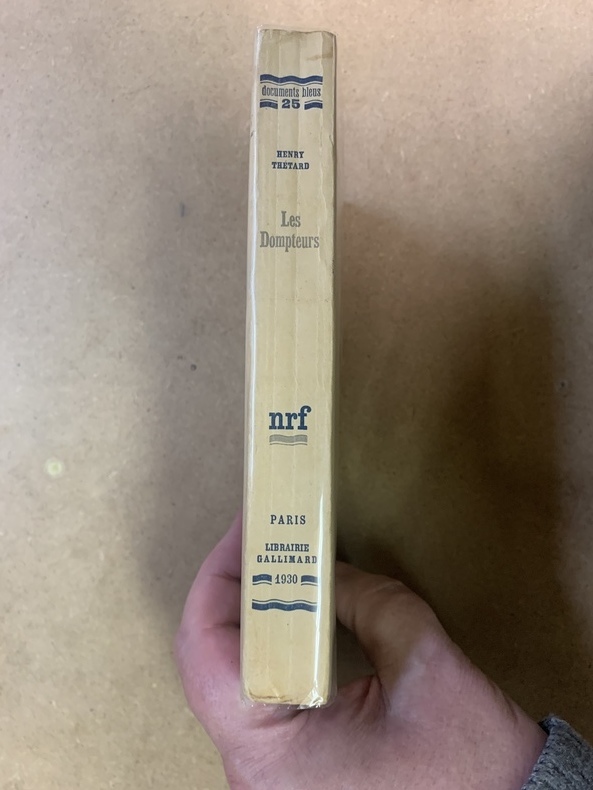 documents bleus
25
HENRY
THÉTARD
Les
Dompteurs
nrf
PARIS
LIBRAIRIE
GALLIMARD
1930